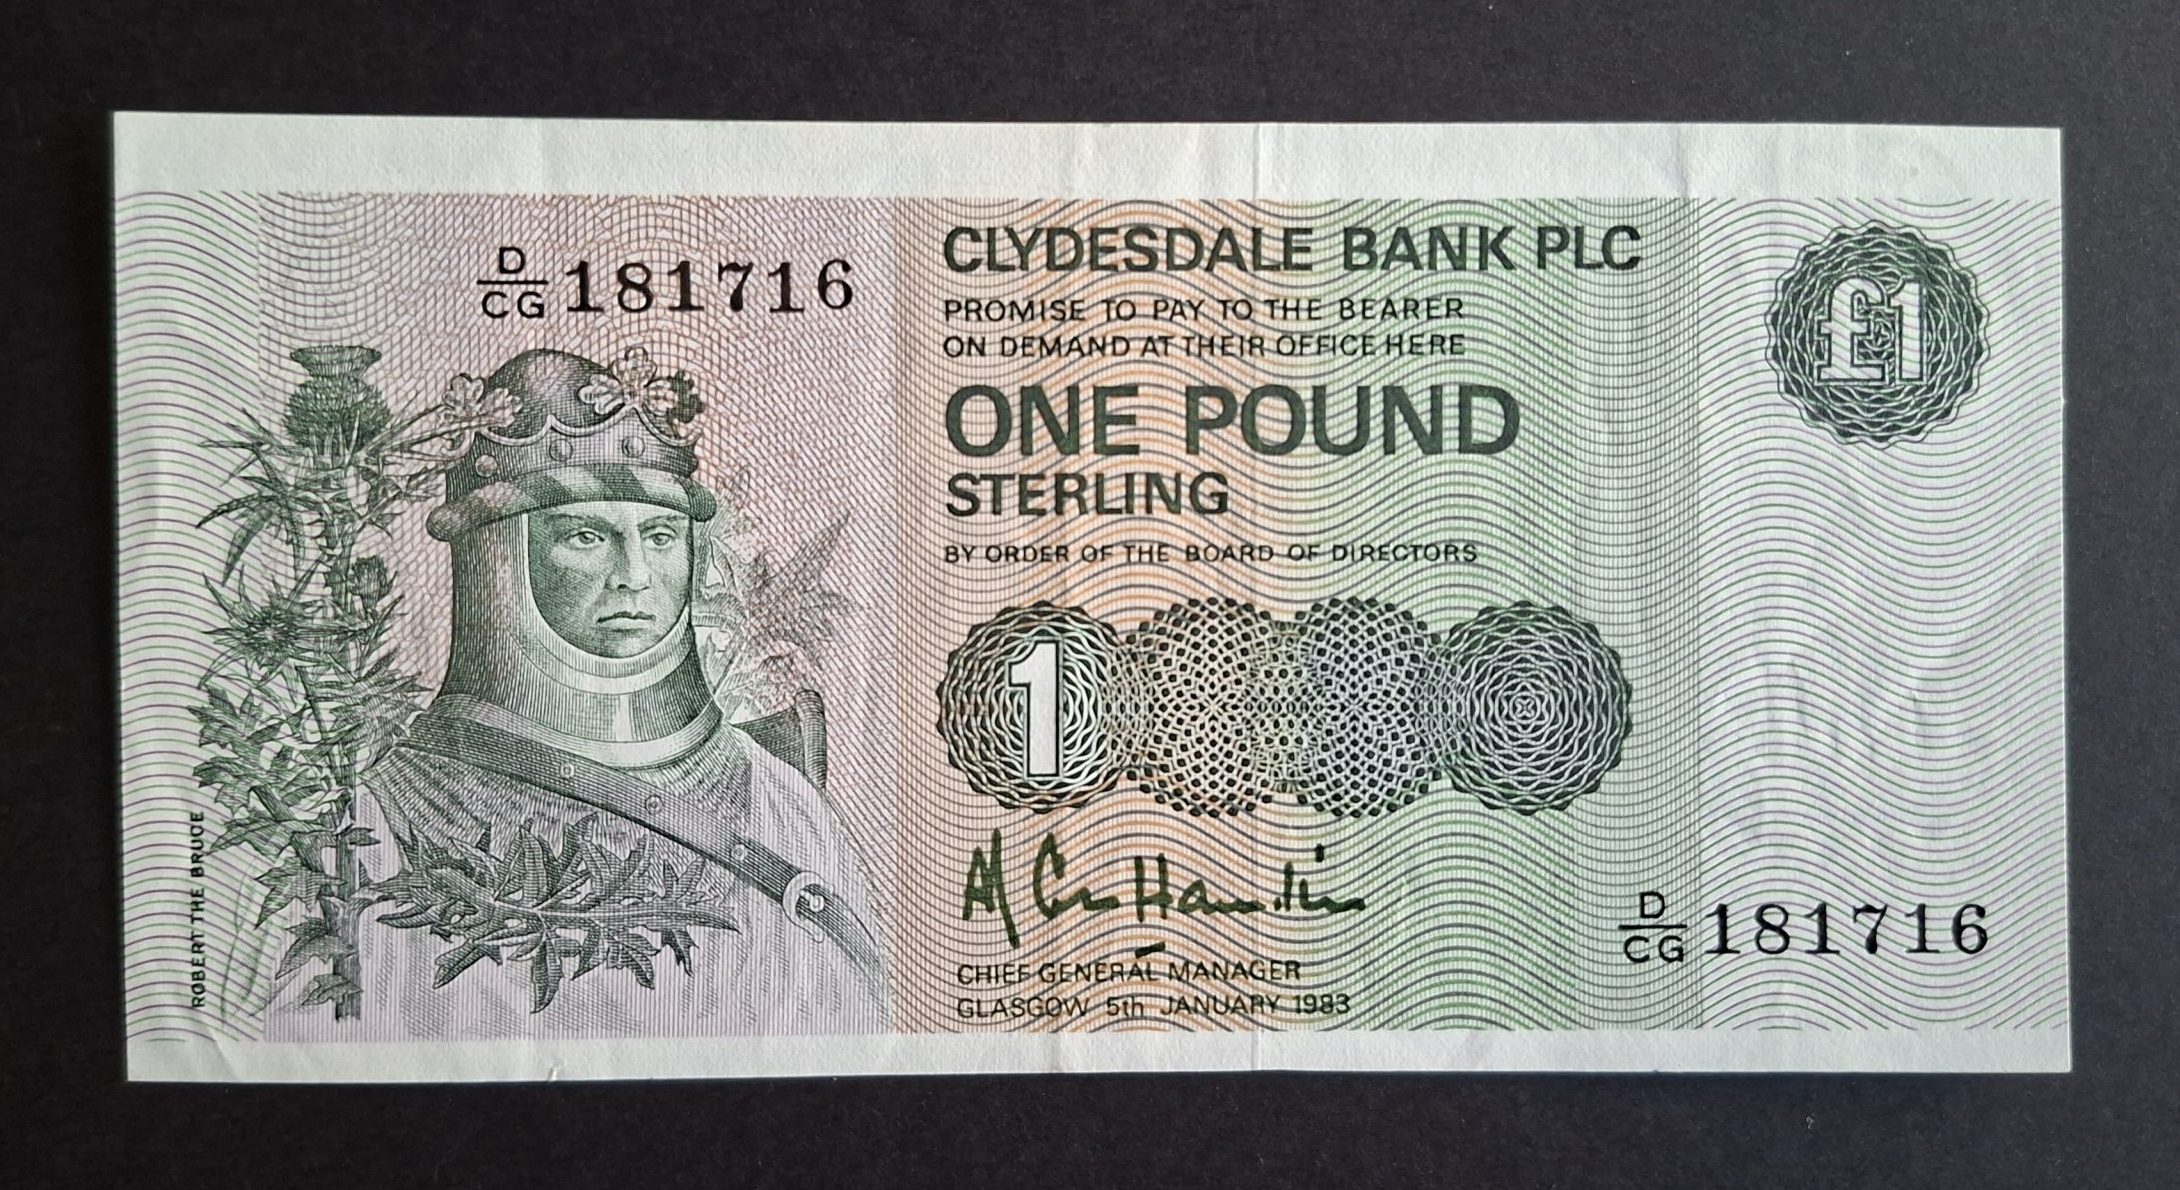 D/CG 181716
CLYDESDALE BANK PLC
PROMISE TO PAY TO THE BEARER
ON DEMAND AT THEIR OFFICE HERE
ONE POUND
STERLING
BY ORDER OF THE BOARD OF DIRECTORS
£1
1
A J Cole Hamilton
CHIEF GENERAL MANAGER
GLASGOW 5th JANUARY 1983
D/CG 181716
ROBERT THE BRUCE